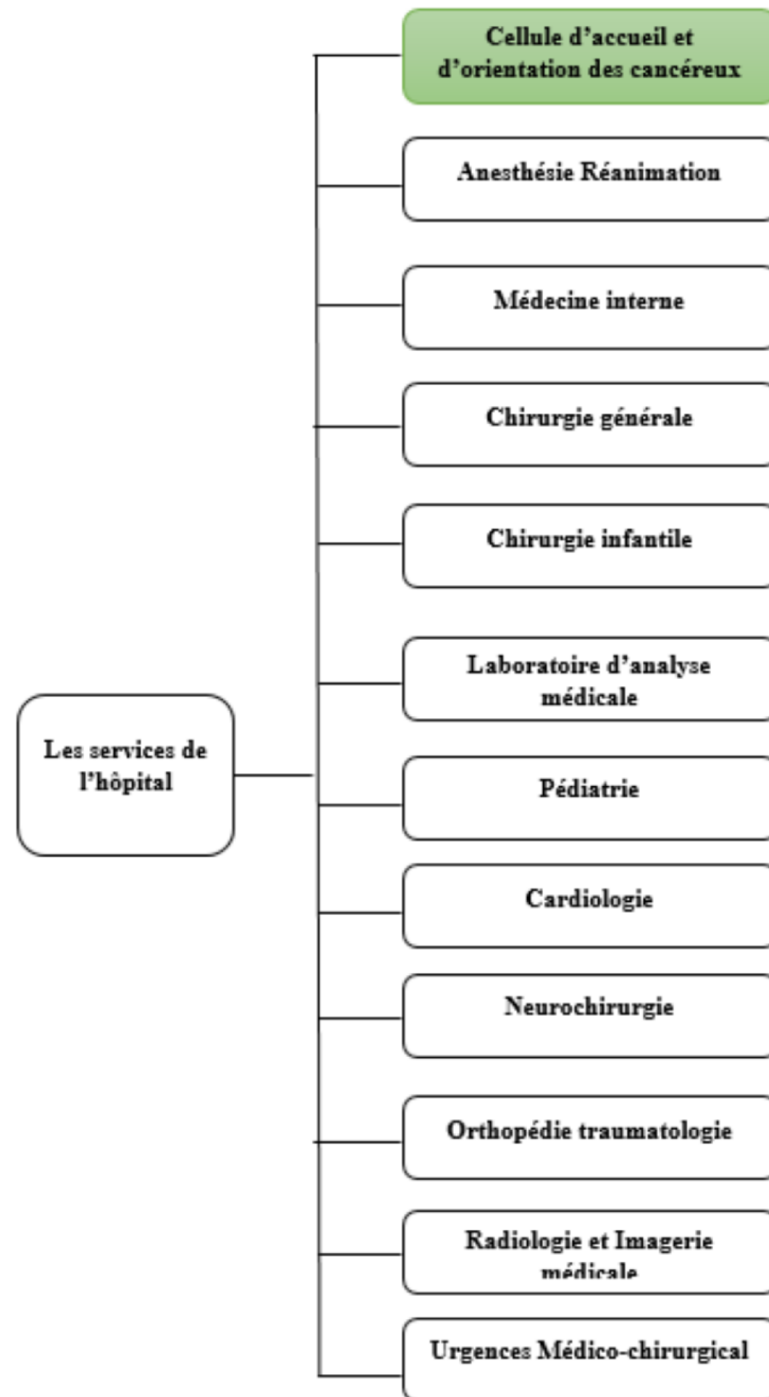 Cellule d’accueil et
d’orientation des cancéreux
Anesthésie Réanimation
Médecine interne
Chirurgie générale
Chirurgie infantile
Laboratoire d’analyse
médicale
Les services de
l’hôpital
Pédiatrie
Cardiologie
Neurochirurgie
Orthopédie traumatologie
Radiologie et Imagerie
médicale
Urgences Médico-chirurgical